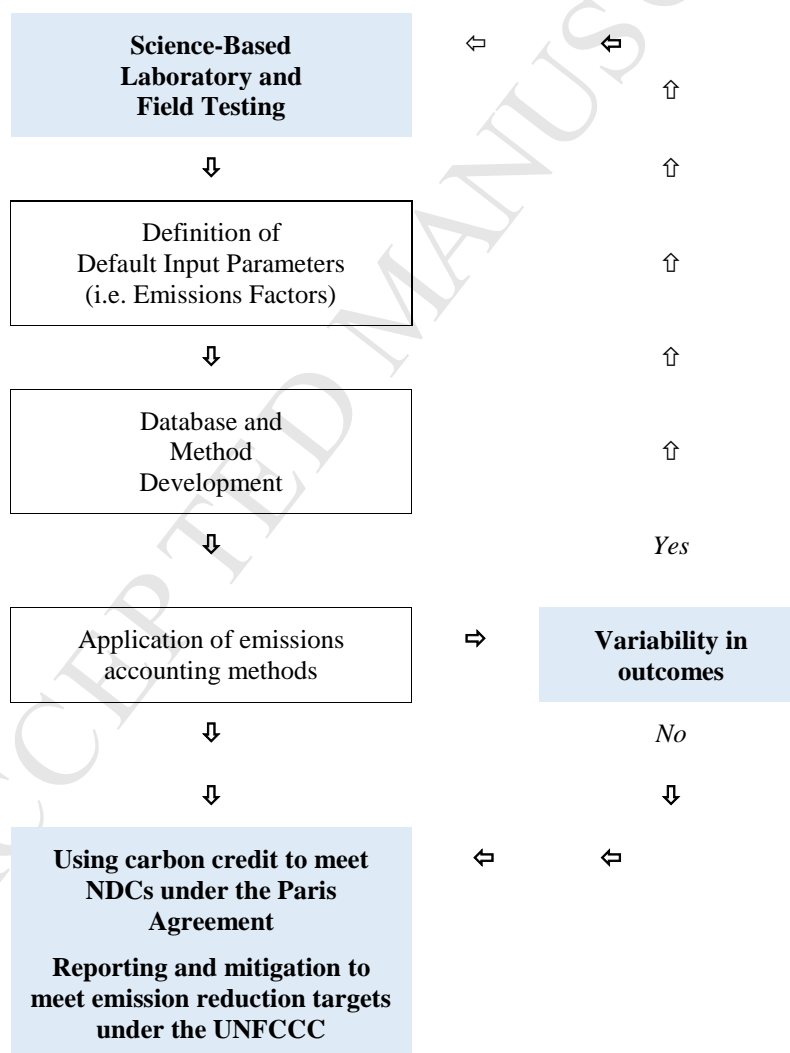 Science-Based
Laboratory and
Field Testing
⇦ ⇦
⇧
⇩ ⇧
Definition of
Default Input Parameters
(i.e. Emissions Factors)
⇧
⇩ ⇧
Database and
Method
Development
⇧
⇩ Yes
Application of emissions
accounting methods
⇨
Variability in
outcomes
⇩ No
⇩ ⇩
Using carbon credit to meet
NDCs under the Paris
Agreement
⇦ ⇦
Reporting and mitigation to
meet emission reduction targets
under the UNFCCC